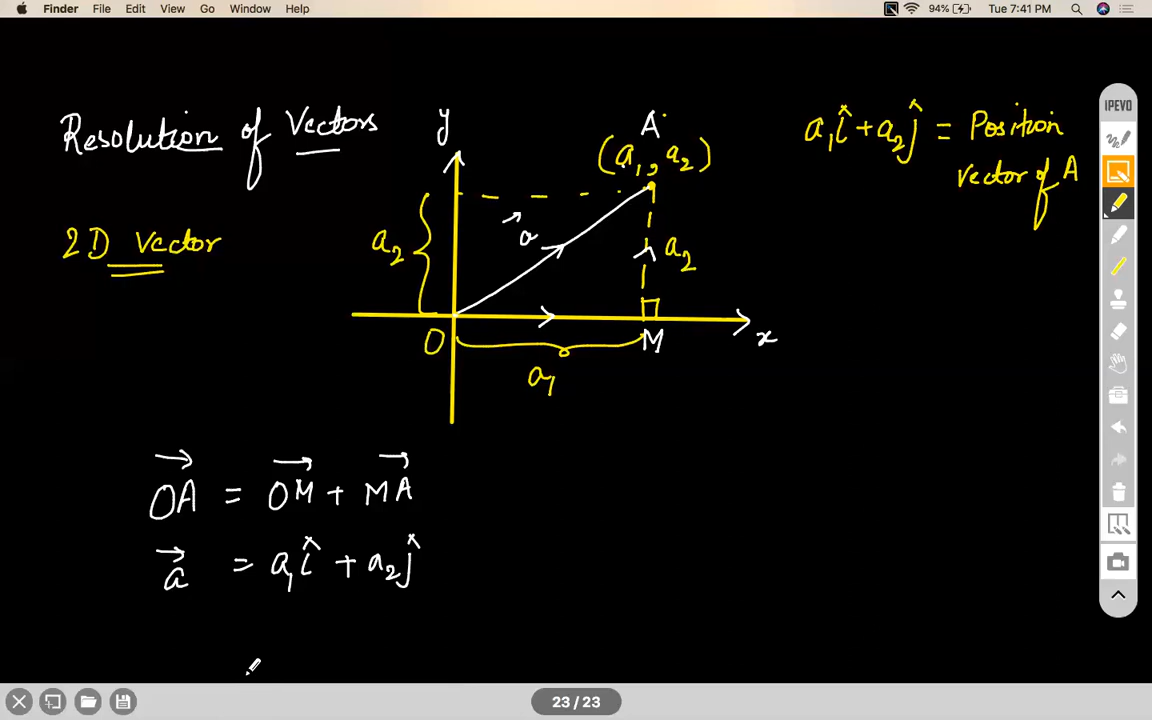 Finder File Edit View Go Window Help 94% Tue 7:41 PM
Resolution of Vectors
2D Vector
y
A
(a₁, a₂)
a₂
a⃗
a₂
O
M
x
a₁
a₁î + a₂ĵ = Position
vector of A
IPEVO
OA⃗ = OM⃗ + MA⃗
a⃗ = a₁î + a₂ĵ
23 / 23